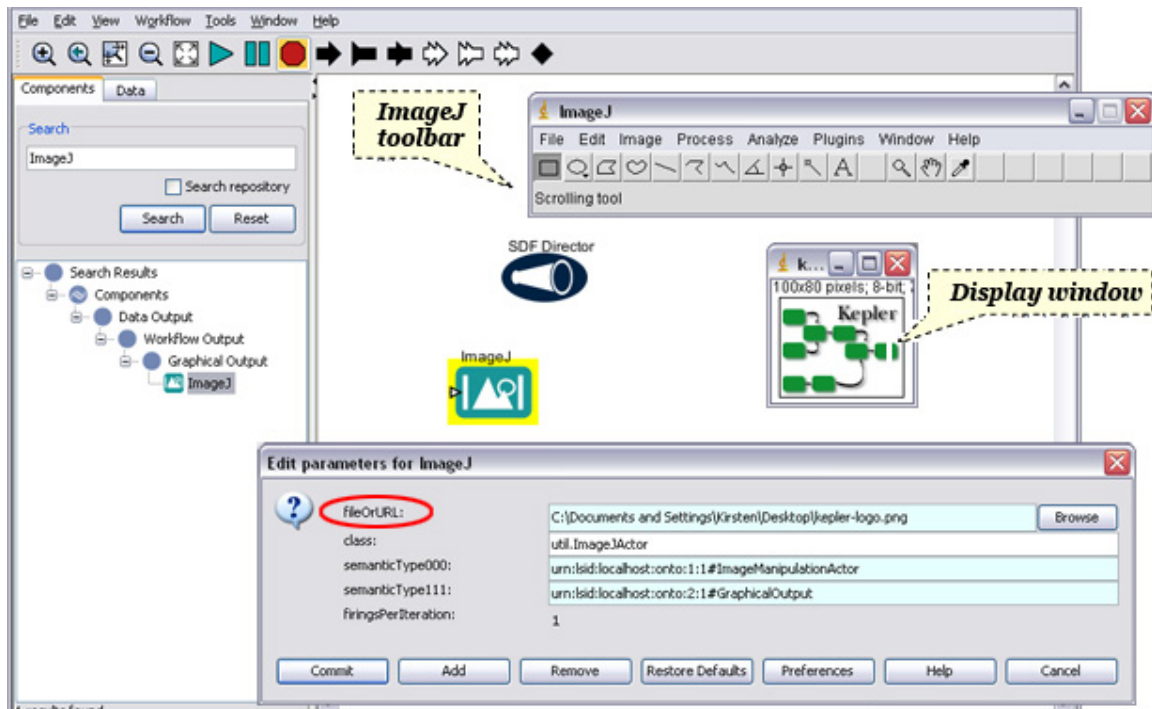 File Edit View Workflow Tools Window Help
Components Data
Search
ImageJ
Search repository
Search Reset
Search Results
Components
Data Output
Workflow Output
Graphical Output
ImageJ
ImageJ
toolbar
ImageJ
File Edit Image Process Analyze Plugins Window Help
A
Scrolling tool
SDF Director
ImageJ
k...
100x80 pixels; 8-bit;
Kepler
Display window
Edit parameters for ImageJ
?
fileOrURL: C:\Documents and Settings\Kirsten\Desktop\kepler-logo.png Browse
class: util.ImageJActor
semanticType000: urn:lsid:localhost:onto:1:1#ImageManipulationActor
semanticType111: urn:lsid:localhost:onto:2:1#GraphicalOutput
firingsPerIteration: 1
Commit Add Remove Restore Defaults Preferences Help Cancel
results found